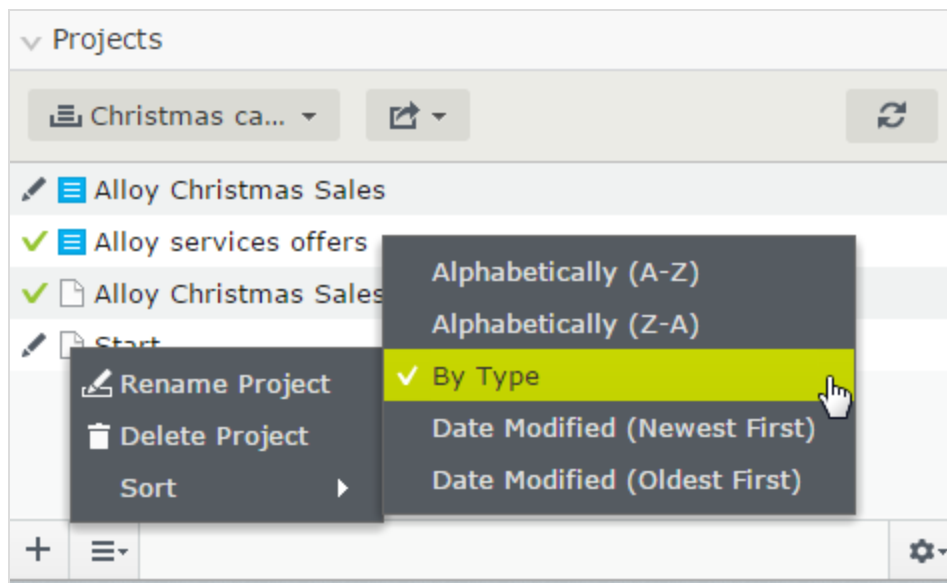 Projects
Christmas ca...
Alloy Christmas Sales
Alloy services offers
Alloy Christmas Sales
Start
Rename Project
Delete Project
Sort
Alphabetically (A-Z)
Alphabetically (Z-A)
By Type
Date Modified (Newest First)
Date Modified (Oldest First)